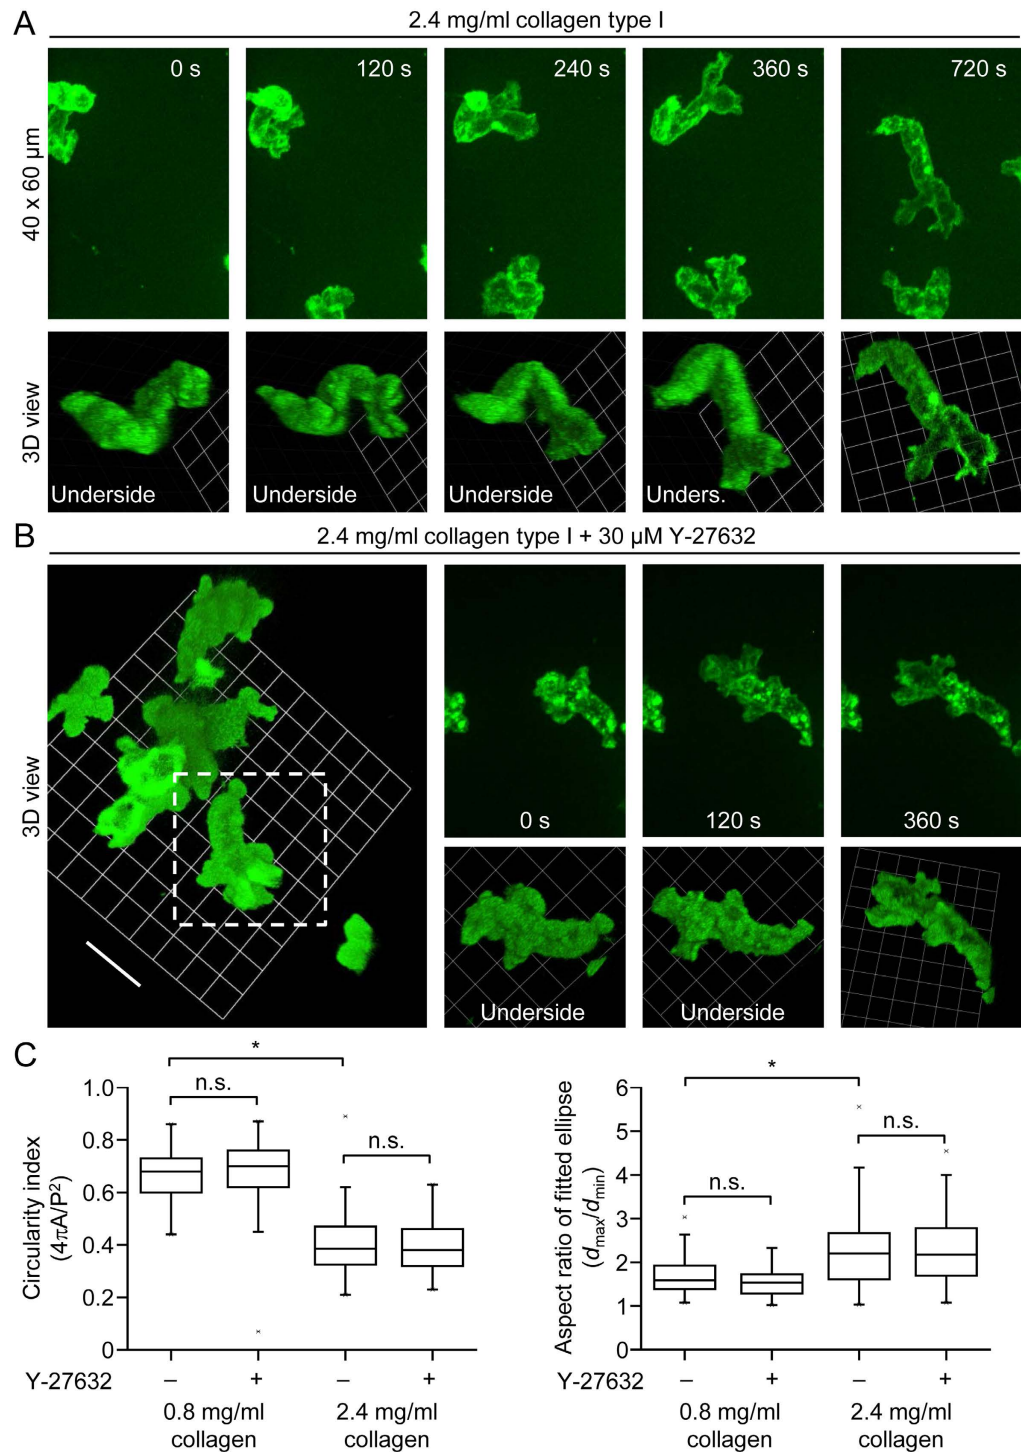 A
2.4 mg/ml collagen type I
40 x 60 µm
0 s
120 s
240 s
360 s
720 s
3D view
Underside
Underside
Underside
Unders.
B
2.4 mg/ml collagen type I + 30 µM Y-27632
3D view
0 s
120 s
360 s
Underside
Underside
C
Circularity index
(4πA/P²)
1.0
0.8
0.6
0.4
0.2
0
*
n.s.
n.s.
Y-27632
– + – +
0.8 mg/ml
collagen
2.4 mg/ml
collagen
Aspect ratio of fitted ellipse
(dmax/dmin)
6
5
4
3
2
1
0
*
n.s.
n.s.
Y-27632
– + – +
0.8 mg/ml
collagen
2.4 mg/ml
collagen